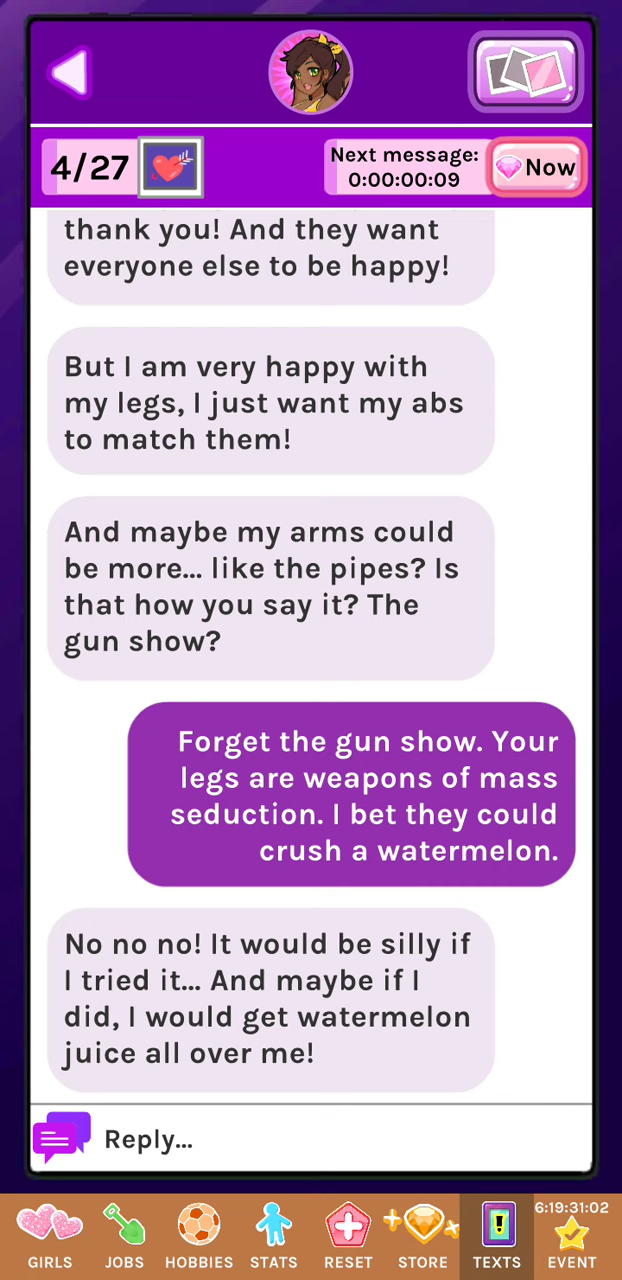 4/27
Next message:
0:00:00:09
Now
thank you! And they want
everyone else to be happy!
But I am very happy with
my legs, I just want my abs
to match them!
And maybe my arms could
be more... like the pipes? Is
that how you say it? The
gun show?
Forget the gun show. Your
legs are weapons of mass
seduction. I bet they could
crush a watermelon.
No no no! It would be silly if
I tried it... And maybe if I
did, I would get watermelon
juice all over me!
Reply...
6:19:31:02
GIRLS
JOBS
HOBBIES
STATS
RESET
STORE
TEXTS
EVENT